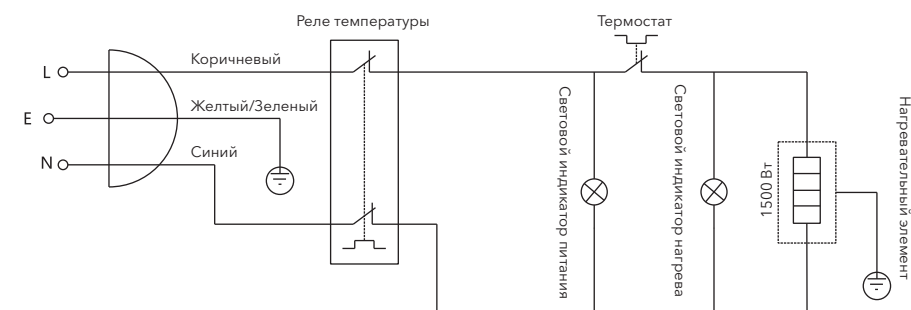 Реле температуры
Термостат
L
Коричневый
E
Желтый/Зеленый
N
Синий
Световой индикатор питания
Световой индикатор нагрева
1500 Вт
Нагревательный элемент